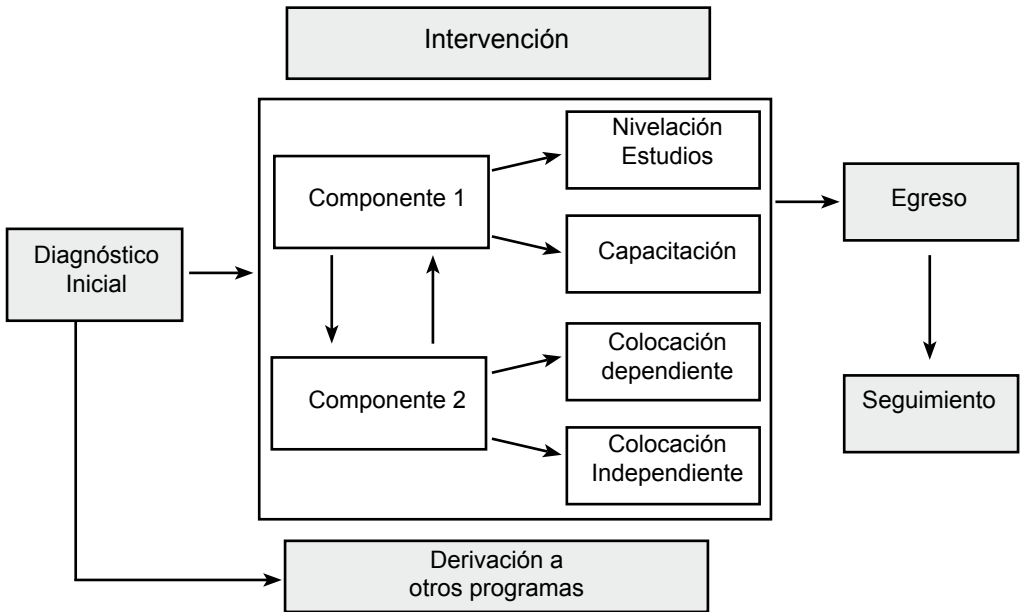 Intervención
Diagnóstico
Inicial
Componente 1
Nivelación
Estudios
Capacitación
Componente 2
Colocación
dependiente
Colocación
Independiente
Egreso
Seguimiento
Derivación a
otros programas